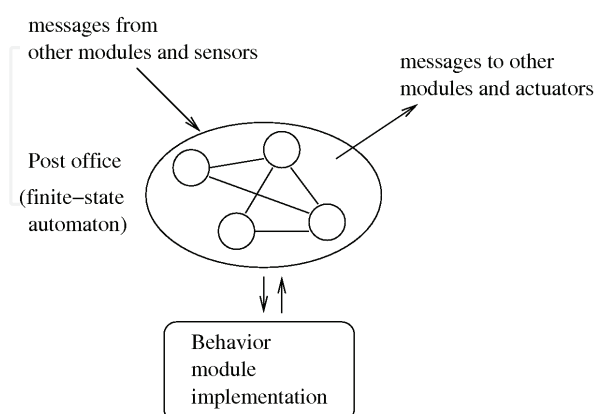 messages from
other modules and sensors
messages to other
modules and actuators
Post office
(finite−state
automaton)
Behavior
module
implementation